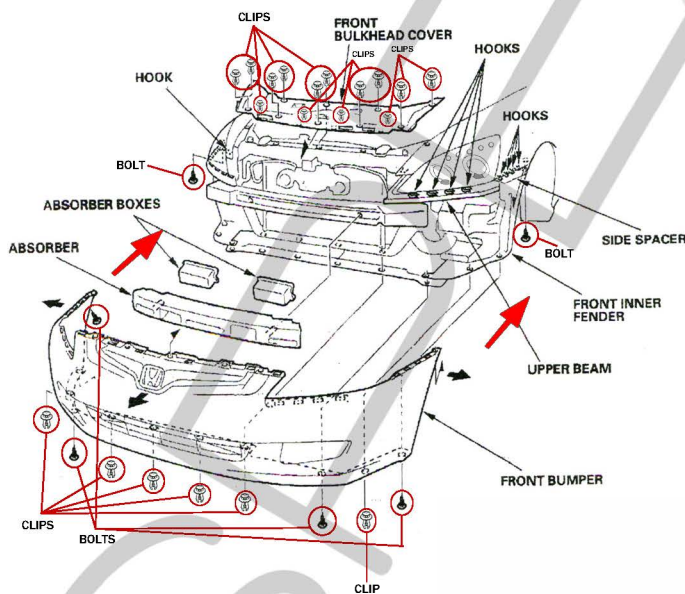 CLIPS
FRONT
BULKHEAD COVER
CLIPS
CLIPS
HOOKS
HOOK
HOOKS
BOLT
ABSORBER BOXES
SIDE SPACER
ABSORBER
BOLT
FRONT INNER
FENDER
UPPER BEAM
FRONT BUMPER
CLIPS
BOLTS
CLIP